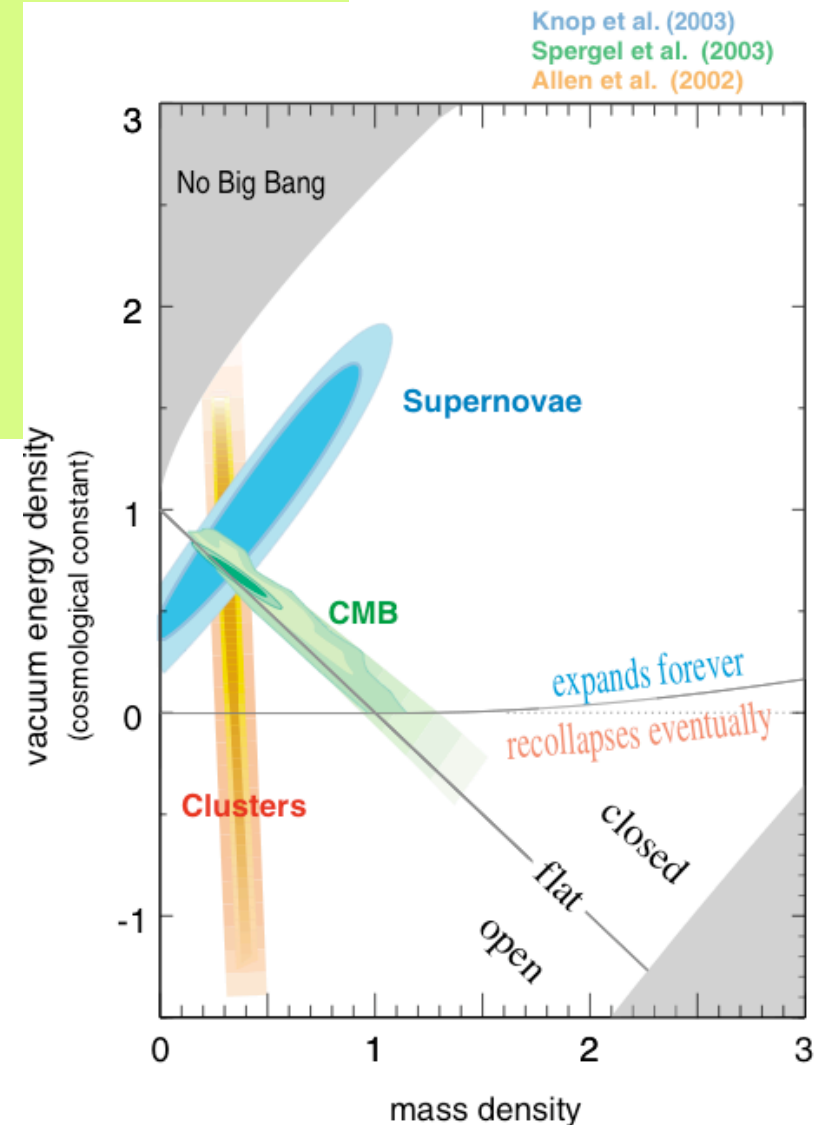 Knop et al. (2003)
Spergel et al. (2003)
Allen et al. (2002)
3
No Big Bang
2
Supernovae
vacuum energy density
(cosmological constant)
1
CMB
expands forever
0
recollapses eventually
Clusters
closed
flat
-1
open
0
1
2
3
mass density